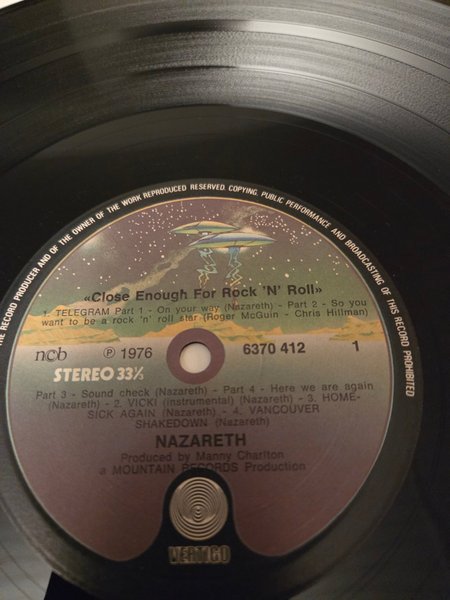 THE RECORD PRODUCER AND OF THE OWNER OF THE WORK REPRODUCED RESERVED. COPYING, PUBLIC PERFORMANCE AND BROADCASTING OF THIS RECORD PROHIBITED
«Close Enough For Rock 'N' Roll»
1. TELEGRAM Part 1 - On your way (Nazareth) - Part 2 - So you
want to be a rock 'n' roll star (Roger McGuin - Chris Hillman)
ncb ℗ 1976 6370 412 1
STEREO 33⅓
Part 3 - Sound check (Nazareth) - Part 4 - Here we are again
(Nazareth) - 2. VICKI (instrumental) (Nazareth) - 3. HOME-
SICK AGAIN (Nazareth) - 4. VANCOUVER
SHAKEDOWN (Nazareth)
NAZARETH
Produced by Manny Charlton
a MOUNTAIN RECORDS Production
VERTIGO